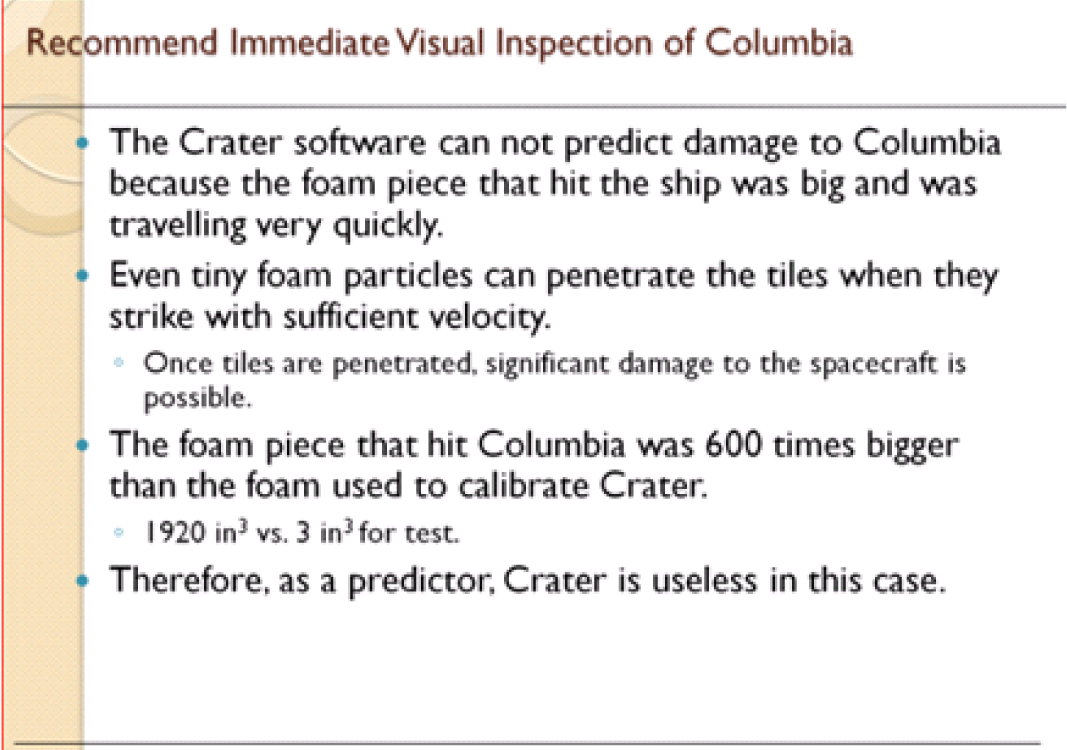 Recommend Immediate Visual Inspection of Columbia
• The Crater software can not predict damage to Columbia
because the foam piece that hit the ship was big and was
travelling very quickly.
• Even tiny foam particles can penetrate the tiles when they
strike with sufficient velocity.
◦ Once tiles are penetrated, significant damage to the spacecraft is
possible.
• The foam piece that hit Columbia was 600 times bigger
than the foam used to calibrate Crater.
◦ 1920 in³ vs. 3 in³ for test.
• Therefore, as a predictor, Crater is useless in this case.